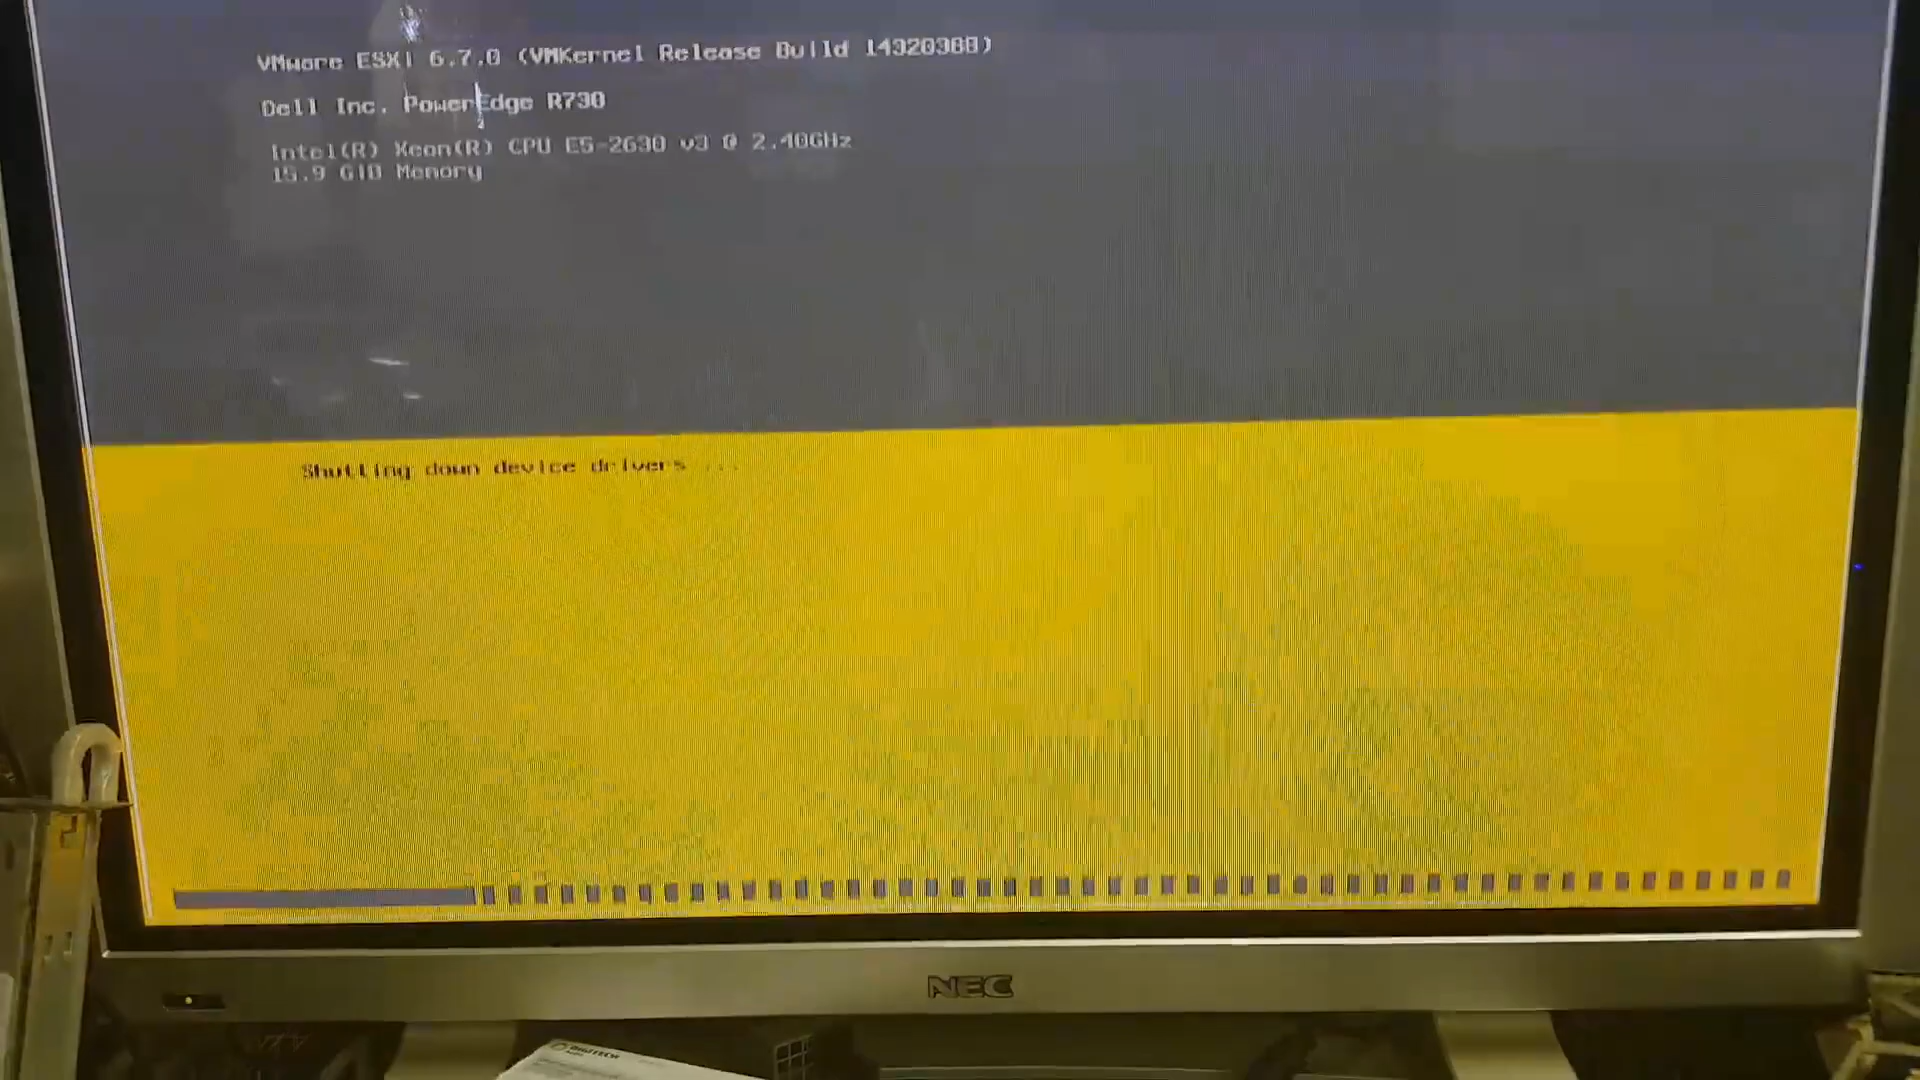 VMware ESXi 6.7.0 (VMKernel Release Build 14320388)
Dell Inc. PowerEdge R730
Intel(R) Xeon(R) CPU E5-2630 v3 @ 2.40GHz
15.9 GiB Memory
Shutting down device drivers ...
NEC